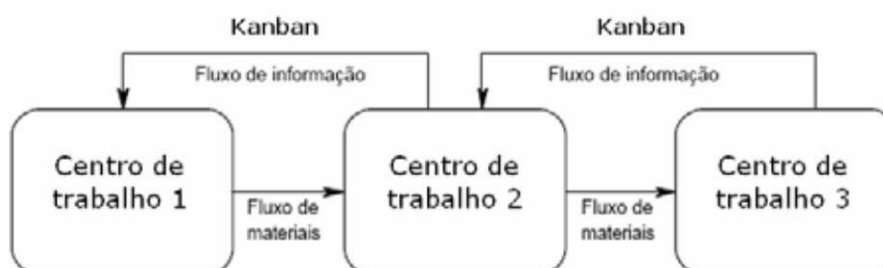 Kanban
Kanban
Fluxo de informação
Fluxo de informação
Centro de
trabalho 1
Fluxo de
materiais
Centro de
trabalho 2
Fluxo de
materiais
Centro de
trabalho 3